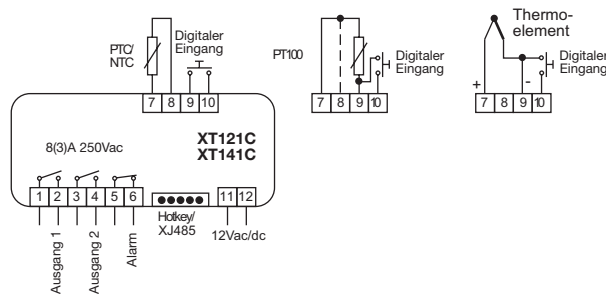 PTC/
NTC
Digitaler
Eingang
7 8 9 10
PT100
Digitaler
Eingang
7 8 9 10
Thermo-
element
Digitaler
Eingang
+ -
7 8 9 10
XT121C
XT141C
8(3)A 250Vac
1 2 3 4 5 6
11 12
Ausgang 1
Ausgang 2
Alarm
Hotkey/
XJ485
12Vac/dc